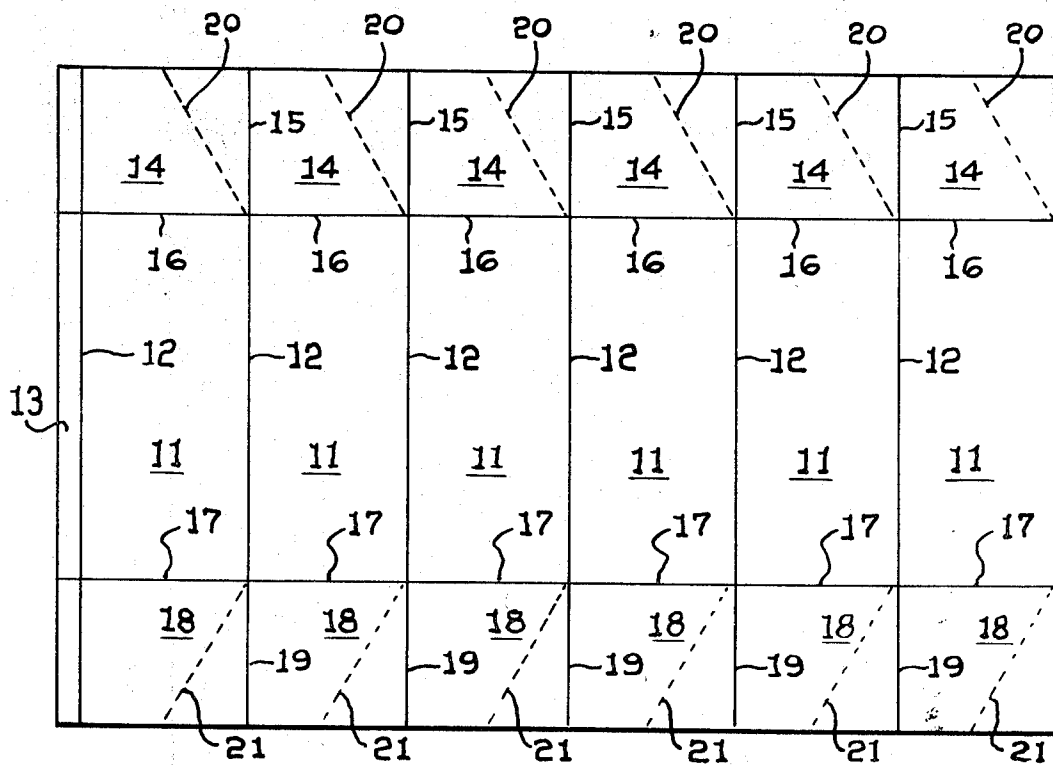 20 20 20 20 20 20
15 15 15 15 15
14 14 14 14 14 14
16 16 16 16 16 16
12 12 12 12 12 12
13
11 11 11 11 11 11
17 17 17 17 17 17
18 18 18 18 18 18
19 19 19 19 19
21 21 21 21 21 21